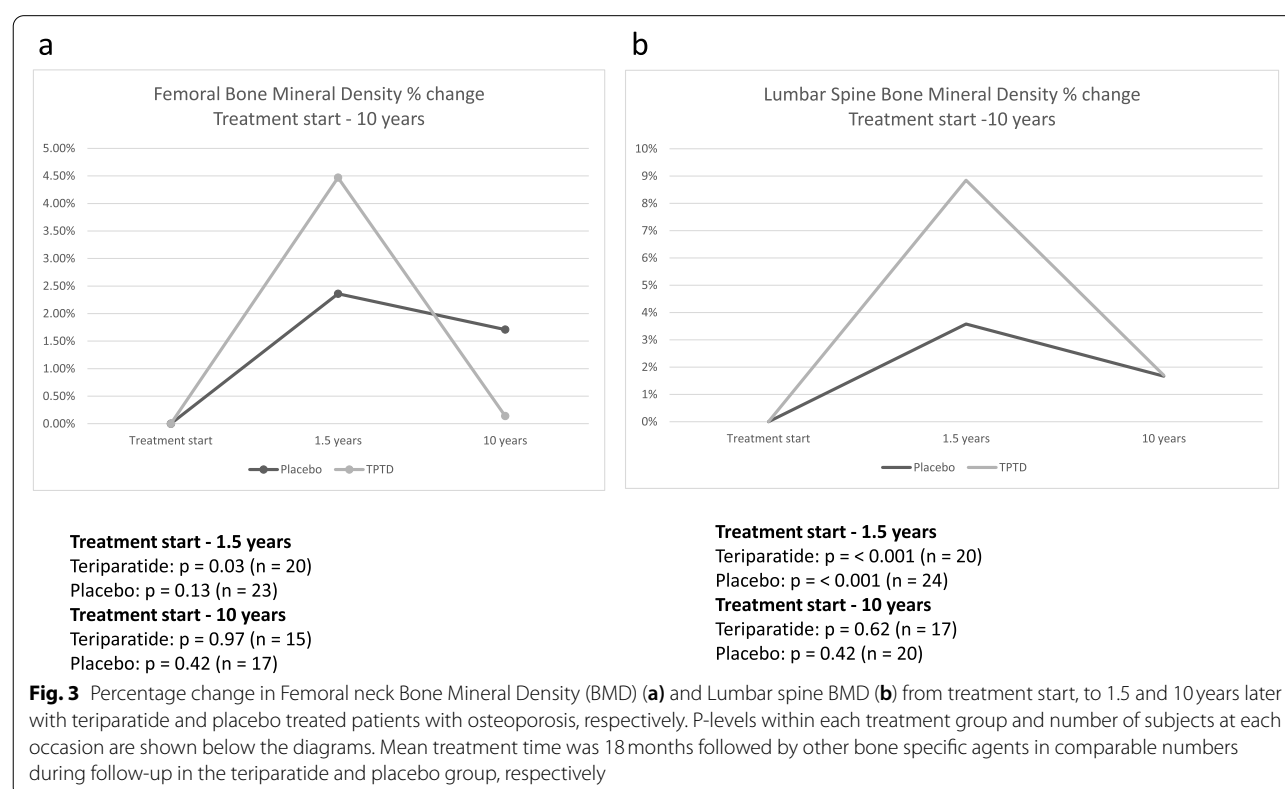 a
Femoral Bone Mineral Density % change
Treatment start - 10 years
5.00%
4.50%
4.00%
3.50%
3.00%
2.50%
2.00%
1.50%
1.00%
0.50%
0.00%
Treatment start 1.5 years 10 years
Placebo TPTD
Treatment start - 1.5 years
Teriparatide: p = 0.03 (n = 20)
Placebo: p = 0.13 (n = 23)
Treatment start - 10 years
Teriparatide: p = 0.97 (n = 15)
Placebo: p = 0.42 (n = 17)
b
Lumbar Spine Bone Mineral Density % change
Treatment start -10 years
10%
9%
8%
7%
6%
5%
4%
3%
2%
1%
0%
Treatment start 1.5 years 10 years
Placebo TPTD
Treatment start - 1.5 years
Teriparatide: p = < 0.001 (n = 20)
Placebo: p = < 0.001 (n = 24)
Treatment start - 10 years
Teriparatide: p = 0.62 (n = 17)
Placebo: p = 0.42 (n = 20)
Fig. 3 Percentage change in Femoral neck Bone Mineral Density (BMD) (a) and Lumbar spine BMD (b) from treatment start, to 1.5 and 10 years later
with teriparatide and placebo treated patients with osteoporosis, respectively. P-levels within each treatment group and number of subjects at each
occasion are shown below the diagrams. Mean treatment time was 18 months followed by other bone specific agents in comparable numbers
during follow-up in the teriparatide and placebo group, respectively